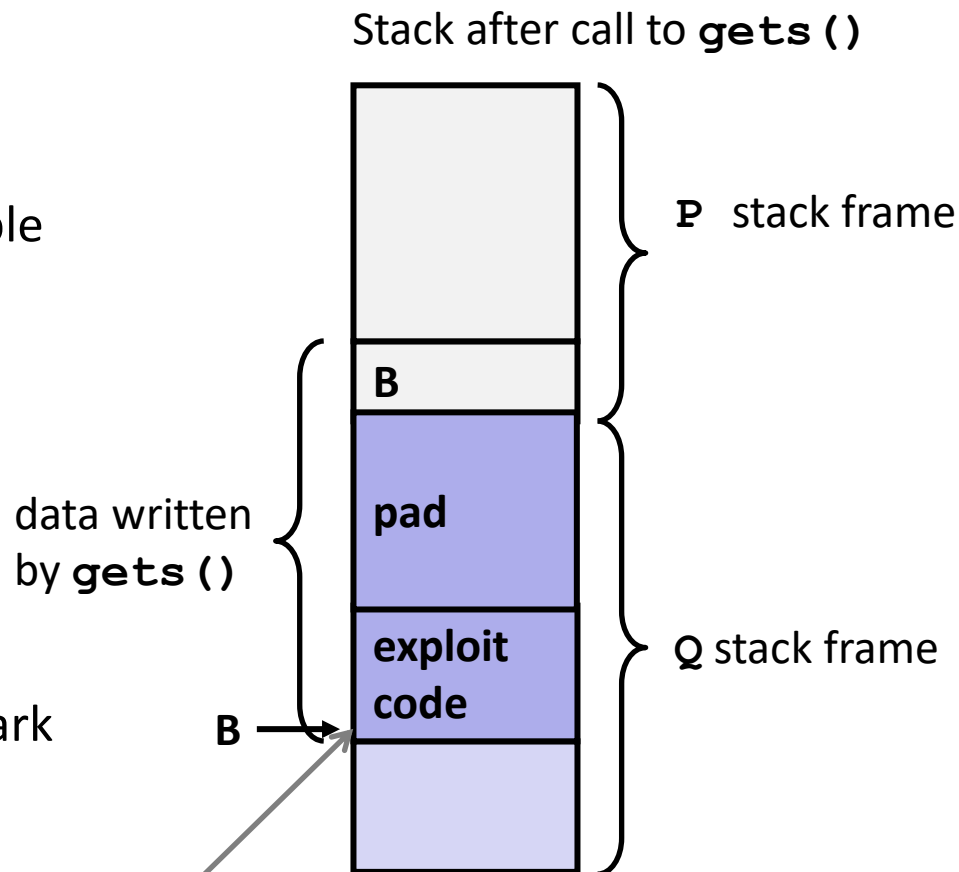 Stack after call to gets()
P stack frame
B
data written
by gets()
pad
exploit
code
Q stack frame
B